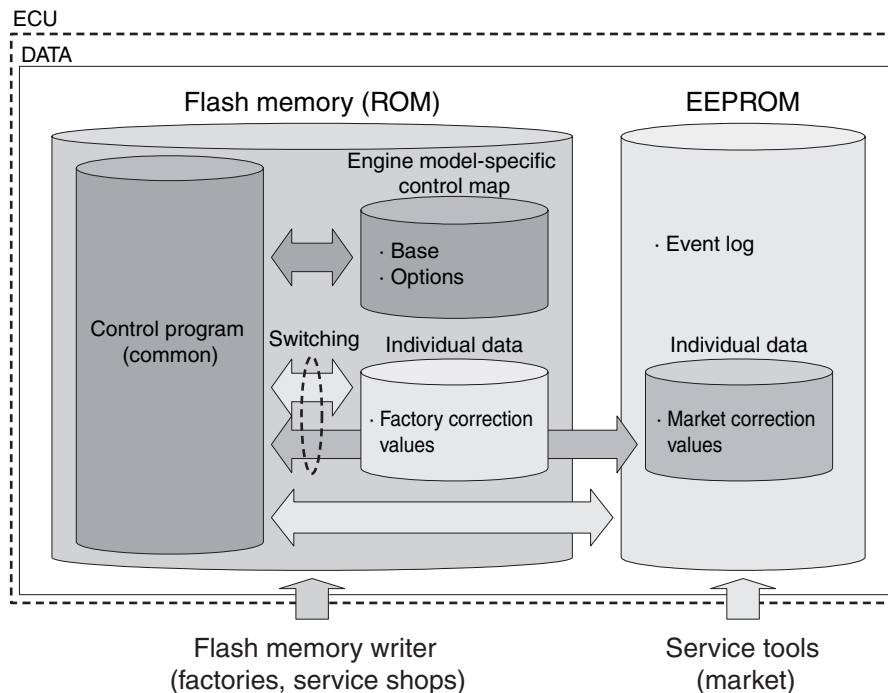 ECU
DATA
Flash memory (ROM)
EEPROM
Engine model-specific
control map
· Base
· Options
· Event log
Control program
(common)
Switching
Individual data
Individual data
· Factory correction
values
· Market correction
values
Flash memory writer
(factories, service shops)
Service tools
(market)